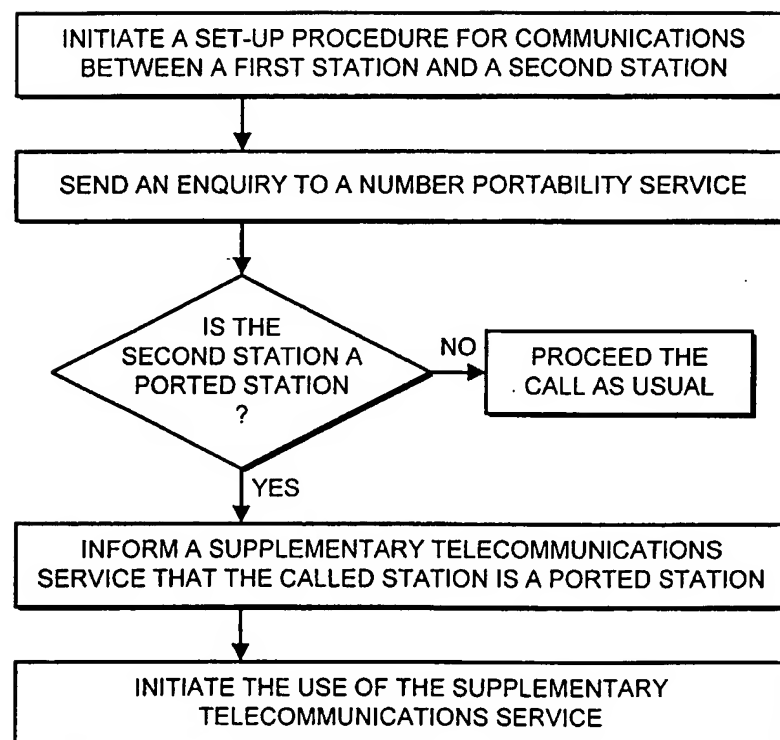 INITIATE A SET-UP PROCEDURE FOR COMMUNICATIONS
BETWEEN A FIRST STATION AND A SECOND STATION
SEND AN ENQUIRY TO A NUMBER PORTABILITY SERVICE
IS THE
SECOND STATION A
PORTED STATION
?
NO
PROCEED THE
CALL AS USUAL
YES
INFORM A SUPPLEMENTARY TELECOMMUNICATIONS
SERVICE THAT THE CALLED STATION IS A PORTED STATION
INITIATE THE USE OF THE SUPPLEMENTARY
TELECOMMUNICATIONS SERVICE